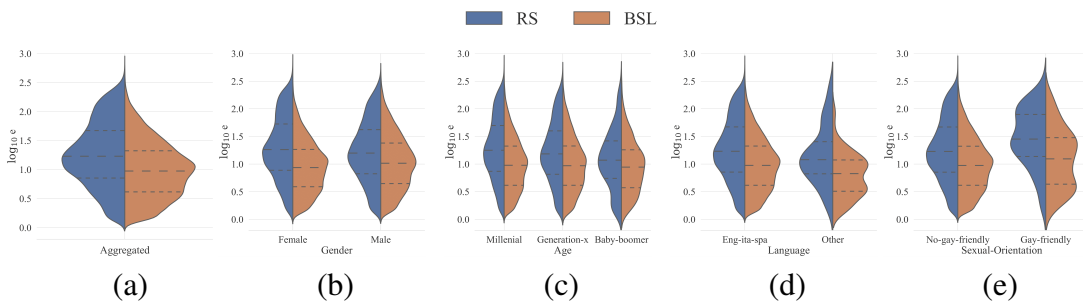 RS BSL
3.0
2.5
2.0
1.5
1.0
0.5
0.0
log10 e
Aggregated
(a)
3.0
2.5
2.0
1.5
1.0
0.5
0.0
log10 e
Female Male
Gender
(b)
3.0
2.5
2.0
1.5
1.0
0.5
0.0
log10 e
Millenial Generation-x Baby-boomer
Age
(c)
3.0
2.5
2.0
1.5
1.0
0.5
0.0
log10 e
Eng-ita-spa Other
Language
(d)
3.0
2.5
2.0
1.5
1.0
0.5
0.0
log10 e
No-gay-friendly Gay-friendly
Sexual-Orientation
(e)